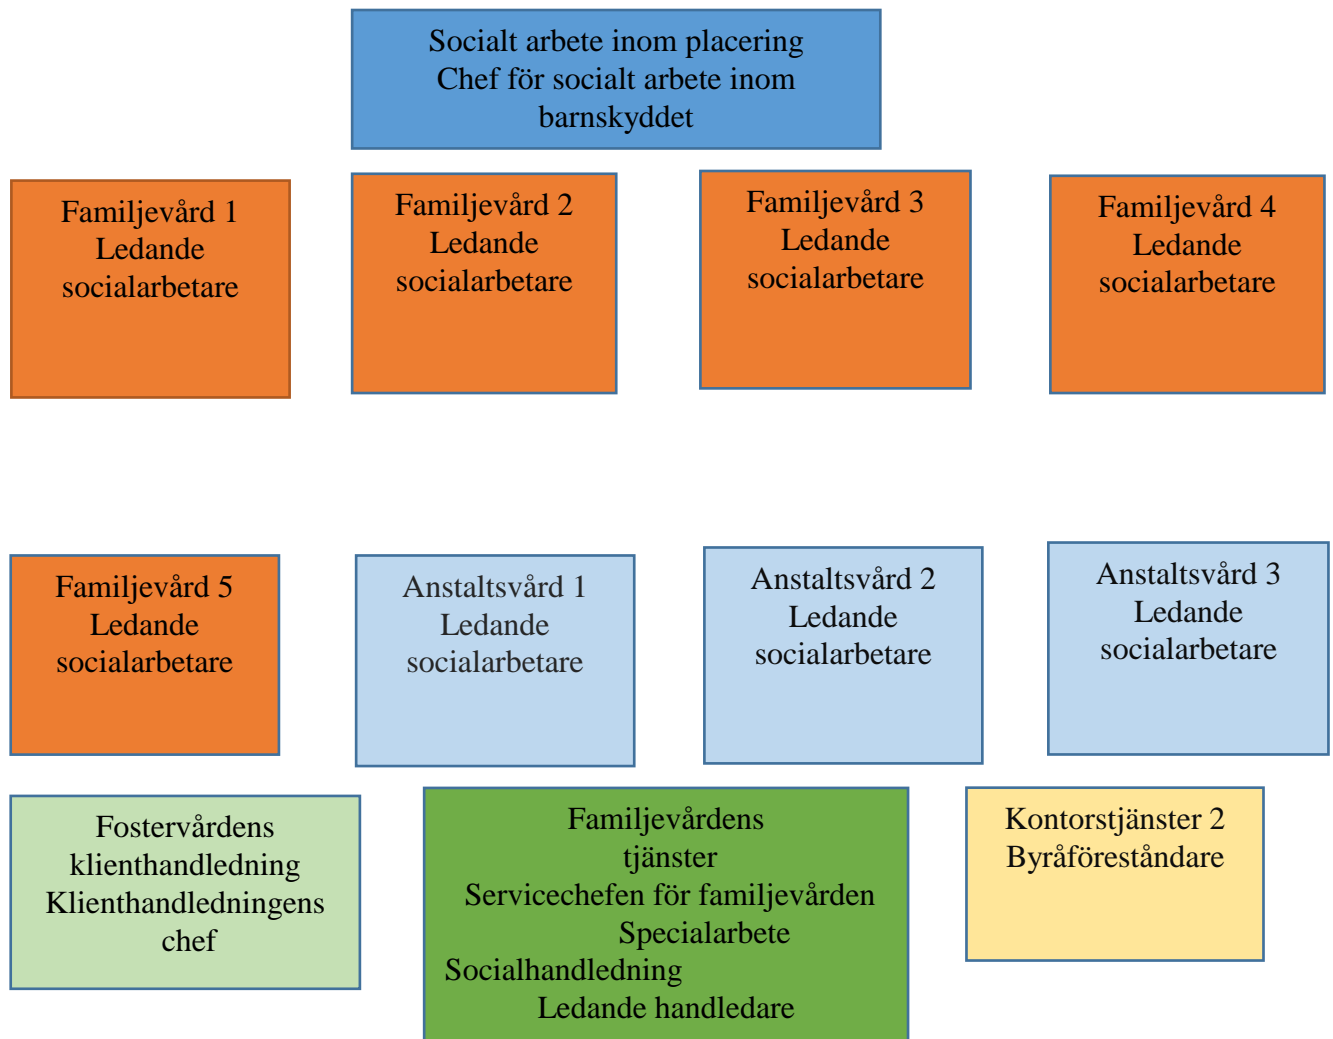 Socialt arbete inom placering
Chef för socialt arbete inom
barnskyddet
Familjevård 1
Ledande
socialarbetare
Familjevård 2
Ledande
socialarbetare
Familjevård 3
Ledande
socialarbetare
Familjevård 4
Ledande
socialarbetare
Familjevård 5
Ledande
socialarbetare
Anstaltsvård 1
Ledande
socialarbetare
Anstaltsvård 2
Ledande
socialarbetare
Anstaltsvård 3
Ledande
socialarbetare
Fostervårdens
klienthandledning
Klienthandledningens
chef
Familjevårdens
tjänster
Servicechefen för familjevården
Specialarbete
Socialhandledning
Ledande handledare
Kontorstjänster 2
Byråföreståndare